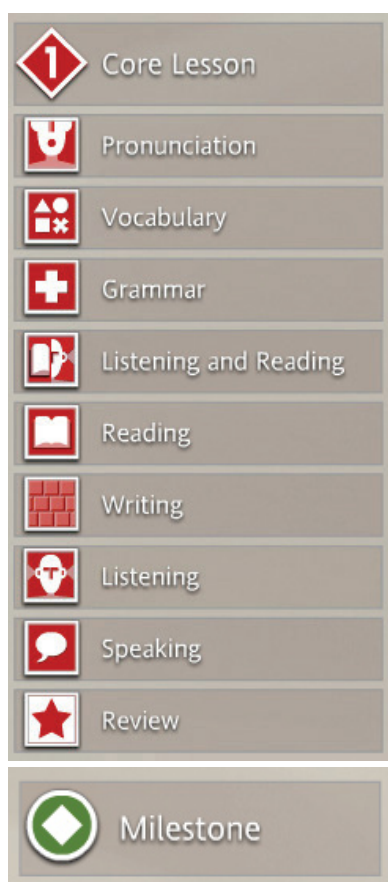 1 Core Lesson
Pronunciation
Vocabulary
Grammar
Listening and Reading
Reading
Writing
Listening
Speaking
Review
Milestone